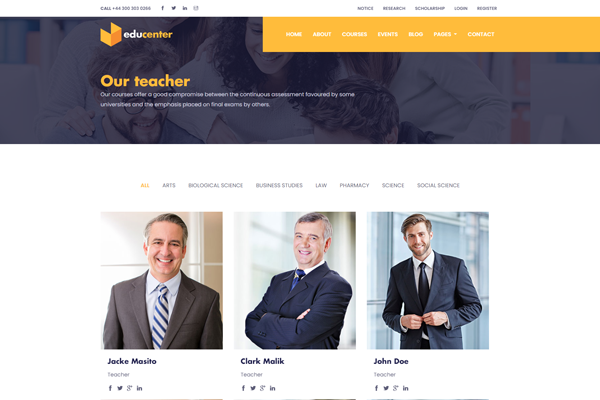 CALL +44 300 303 0266
NOTICE RESEARCH SCHOLARSHIP LOGIN REGISTER
educenter
HOME ABOUT COURSES EVENTS BLOG PAGES CONTACT
Our teacher
Our courses offer a good compromise between the continuous assessment favoured by some
universities and the emphasis placed on final exams by others.
ALL ARTS BIOLOGICAL SCIENCE BUSINESS STUDIES LAW PHARMACY SCIENCE SOCIAL SCIENCE
Jacke Masito
Teacher
Clark Malik
Teacher
John Doe
Teacher